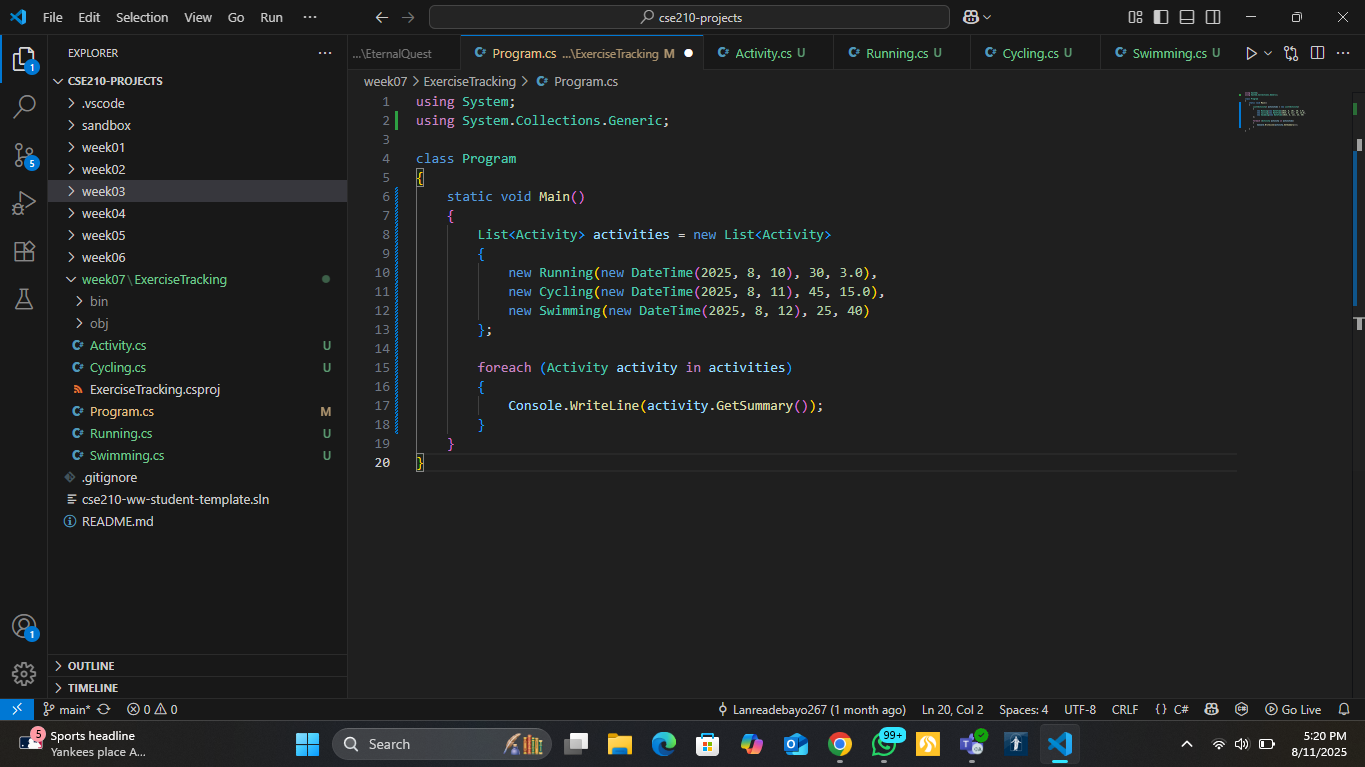 File Edit Selection View Go Run ···
cse210-projects
EXPLORER
CSE210-PROJECTS
.vscode
sandbox
week01
week02
week03
week04
week05
week06
week07\ExerciseTracking
bin
obj
Activity.cs U
Cycling.cs U
ExerciseTracking.csproj
Program.cs M
Running.cs U
Swimming.cs U
.gitignore
cse210-ww-student-template.sln
README.md
OUTLINE
TIMELINE
1
5
1
...\EternalQuest
Program.cs ...\ExerciseTracking M
Activity.cs U
Running.cs U
Cycling.cs U
Swimming.cs U
week07 > ExerciseTracking > Program.cs
1 using System;
2 using System.Collections.Generic;
3
4 class Program
5 {
6     static void Main()
7     {
8         List<Activity> activities = new List<Activity>
9         {
10             new Running(new DateTime(2025, 8, 10), 30, 3.0),
11             new Cycling(new DateTime(2025, 8, 11), 45, 15.0),
12             new Swimming(new DateTime(2025, 8, 12), 25, 40)
13         };
14
15         foreach (Activity activity in activities)
16         {
17             Console.WriteLine(activity.GetSummary());
18         }
19     }
20 }
main* 0 0 Lanreadebayo267 (1 month ago) Ln 20, Col 2 Spaces: 4 UTF-8 CRLF {} C# Go Live
5
Sports headline
Yankees place A...
Search
99+
5:20 PM
8/11/2025